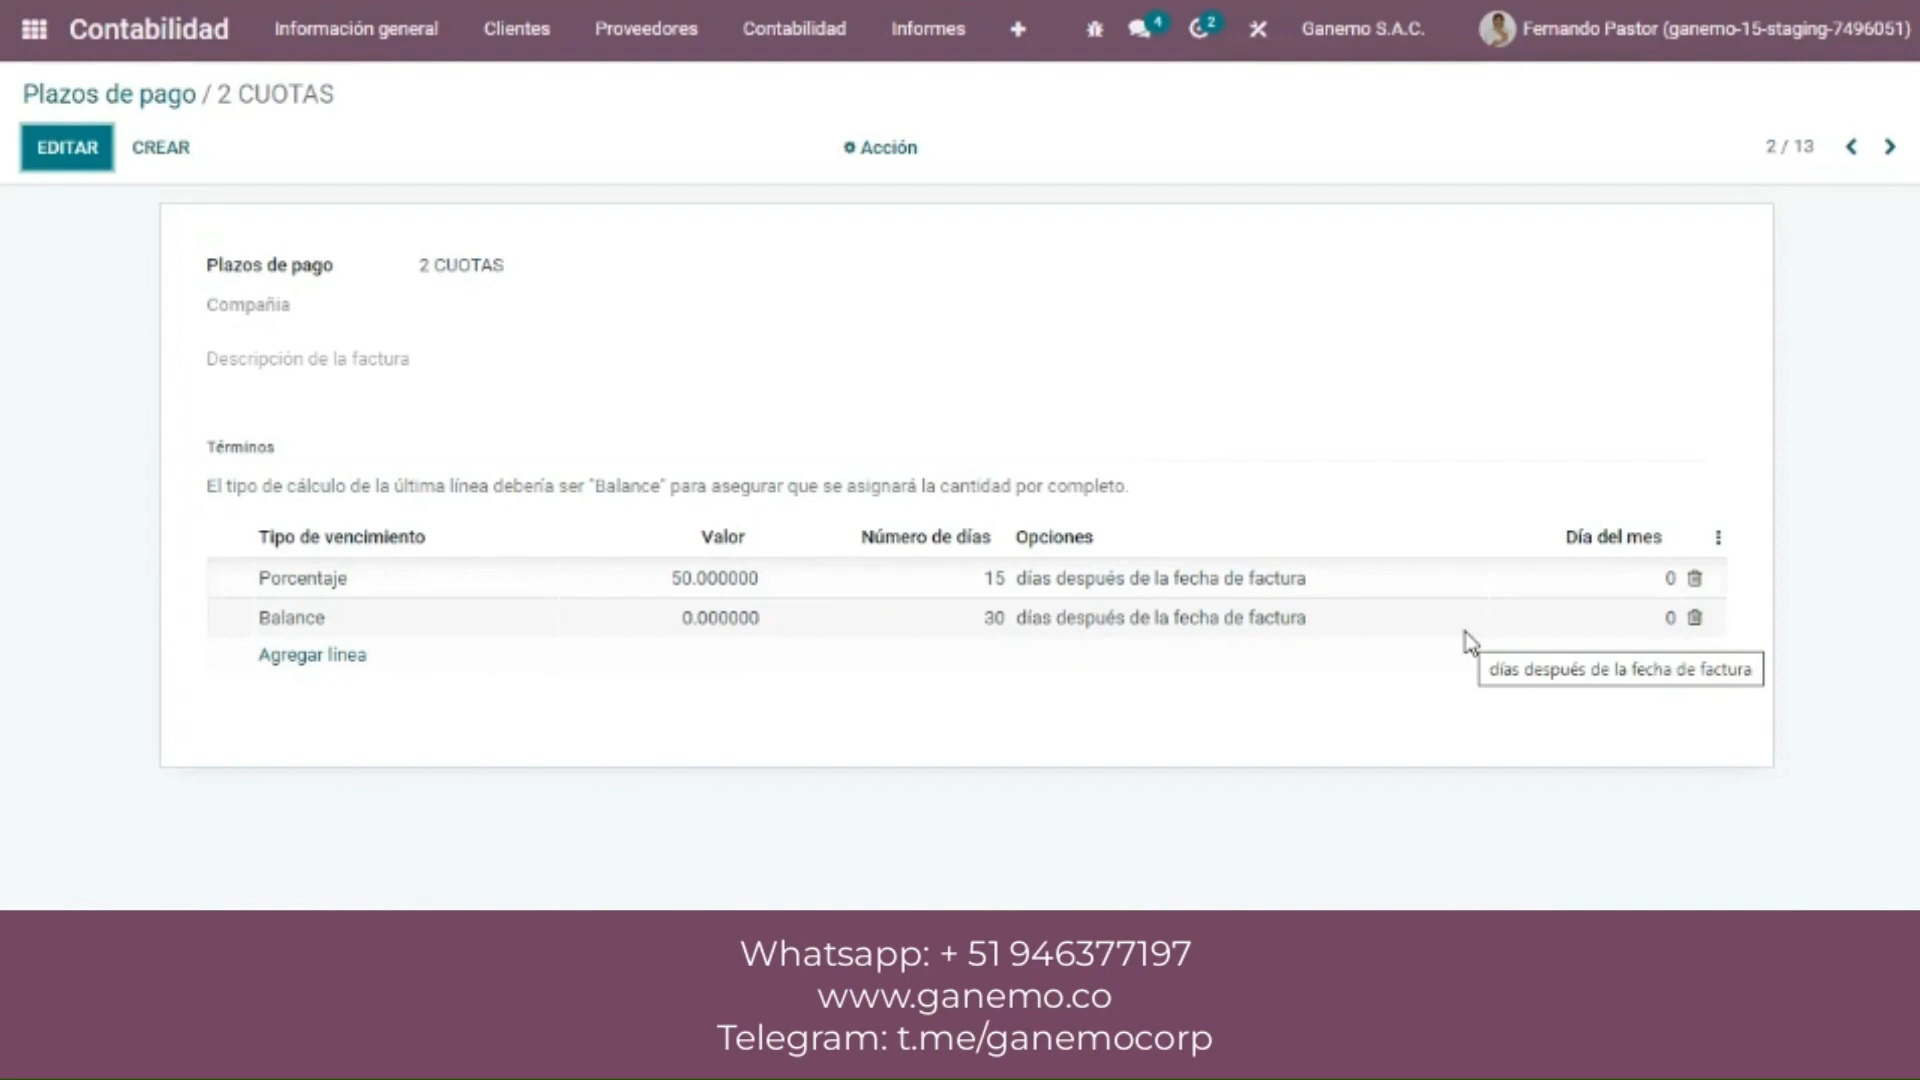 Contabilidad Información general Clientes Proveedores Contabilidad Informes 4 2 Ganemo S.A.C. Fernando Pastor (ganemo-15-staging-7496051)
Plazos de pago / 2 CUOTAS
EDITAR CREAR Acción 2 / 13
Plazos de pago 2 CUOTAS
Compañia
Descripción de la factura
Términos
El tipo de cálculo de la última línea debería ser "Balance" para asegurar que se asignará la cantidad por completo.
Tipo de vencimiento Valor Número de días Opciones Día del mes
Porcentaje 50.000000 15 días después de la fecha de factura 0
Balance 0.000000 30 días después de la fecha de factura 0
Agregar línea
días después de la fecha de factura
Whatsapp: + 51 946377197
www.ganemo.co
Telegram: t.me/ganemocorp